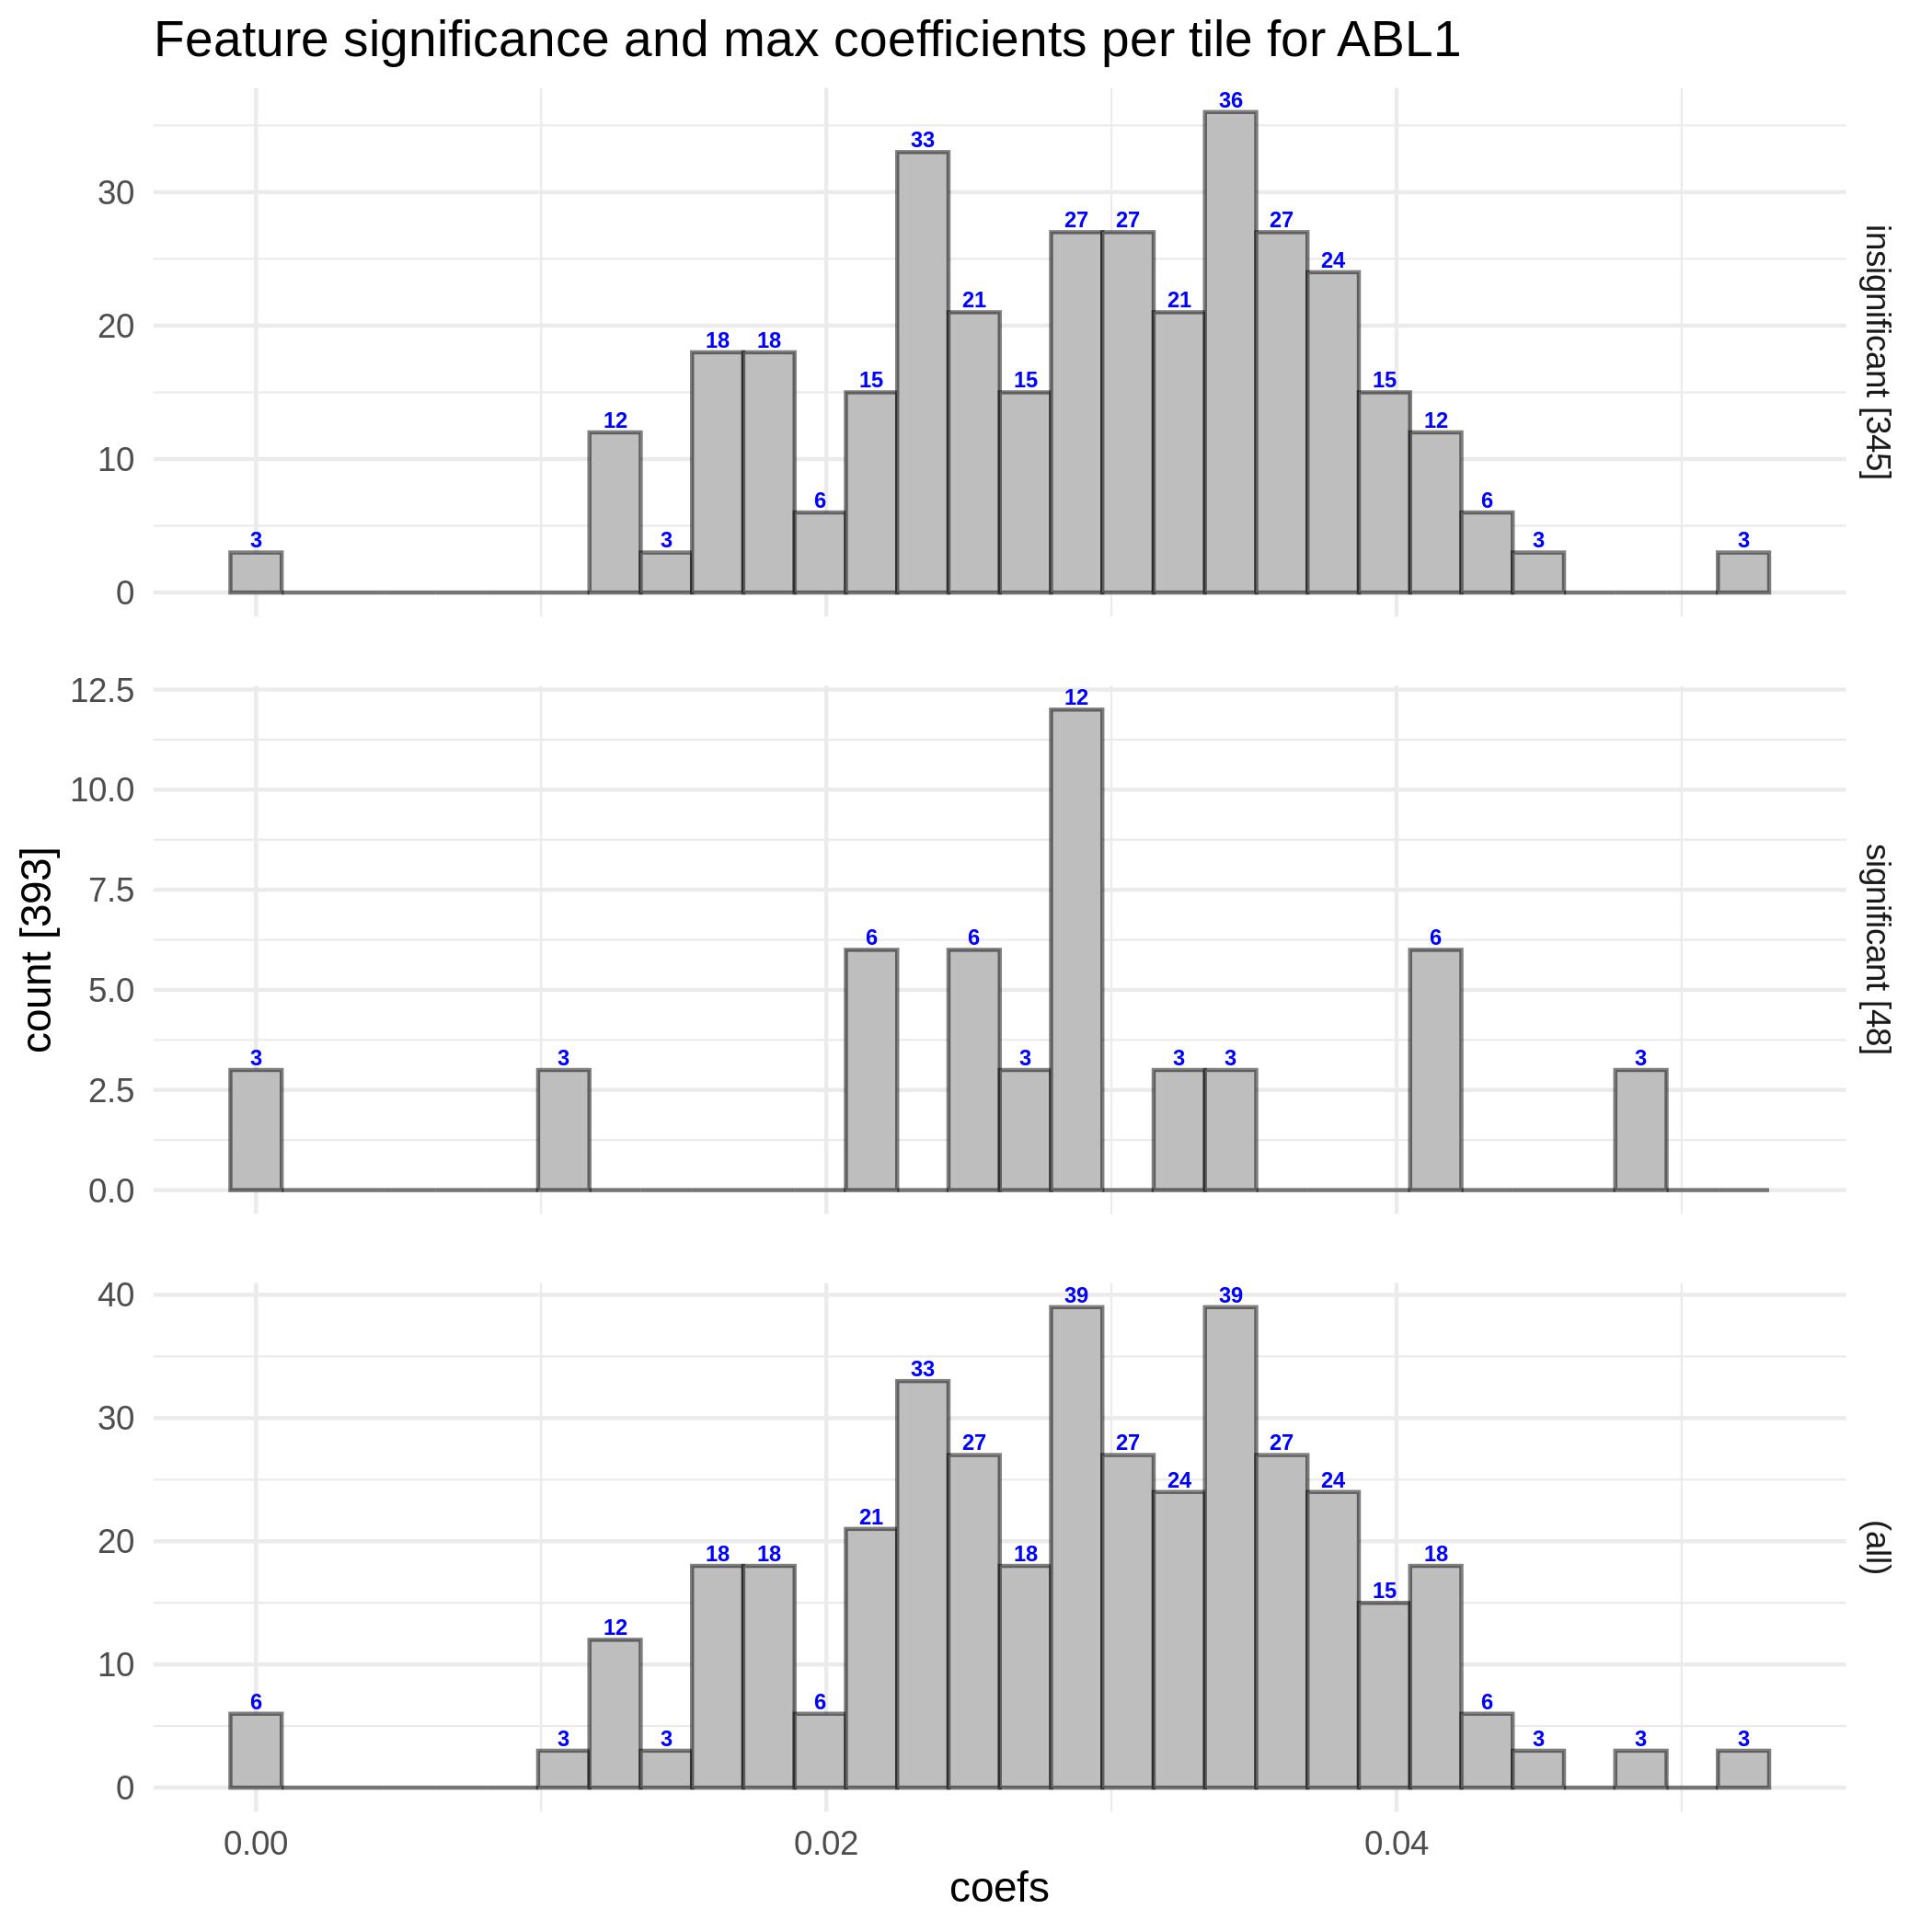 Feature significance and max coefficients per tile for ABL1
36
33
30
27 27 27
24
21 21
20
18 18
15 15 15
12 12
10
6 6
3 3 3 3
0
insignificant [345]
12.5
12
10.0
7.5
6 6 6
5.0
3 3 3 3 3 3
2.5
0.0
significant [48]
count [393]
40
39 39
33
30
27 27 27
24 24
21
20
18 18 18 18
15
12
10
6 6 6
3 3 3 3 3
0
(all)
0.00 0.02 0.04
coefs